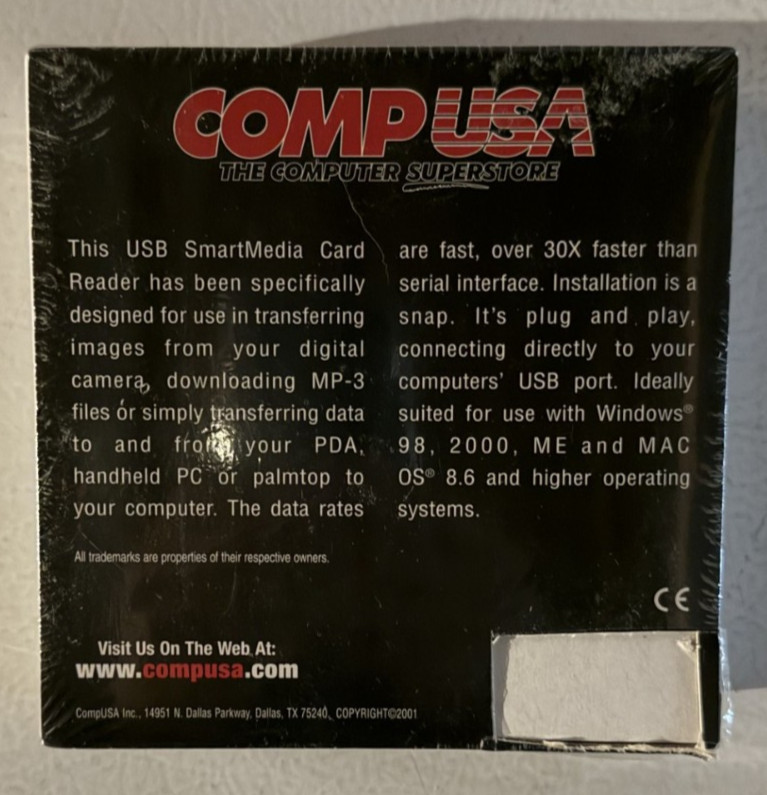 COMPUSA
THE COMPUTER SUPERSTORE
This USB SmartMedia Card
Reader has been specifically
designed for use in transferring
images from your digital
camera, downloading MP-3
files or simply transferring data
to and from your PDA,
handheld PC or palmtop to
your computer. The data rates
are fast, over 30X faster than
serial interface. Installation is a
snap. It's plug and play,
connecting directly to your
computers' USB port. Ideally
suited for use with Windows®
98, 2000, ME and MAC
OS® 8.6 and higher operating
systems.
All trademarks are properties of their respective owners.
CE
Visit Us On The Web At:
www.compusa.com
CompUSA Inc., 14951 N. Dallas Parkway, Dallas, TX 75240, COPYRIGHT©2001